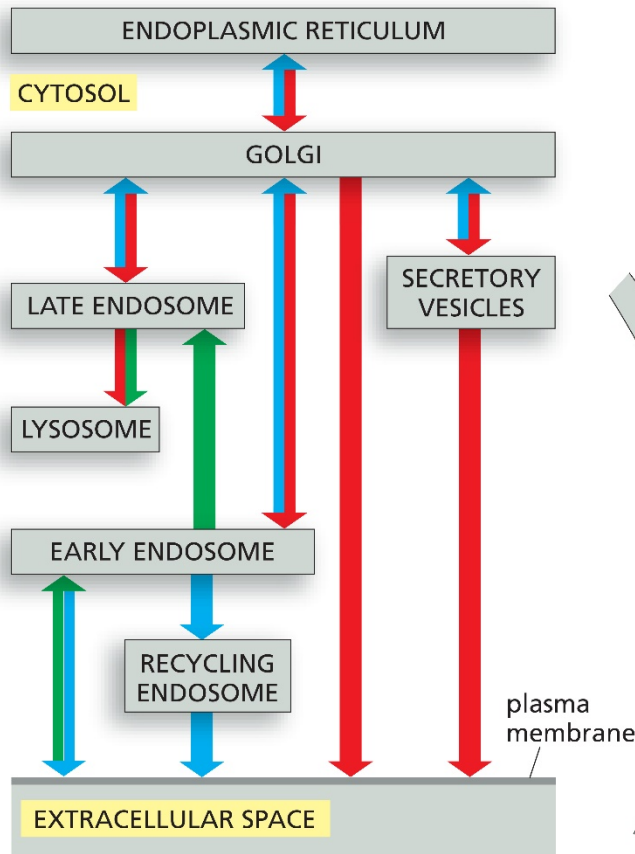 ENDOPLASMIC RETICULUM
CYTOSOL
GOLGI
LATE ENDOSOME
SECRETORY
VESICLES
LYSOSOME
EARLY ENDOSOME
RECYCLING
ENDOSOME
plasma
membrane
EXTRACELLULAR SPACE